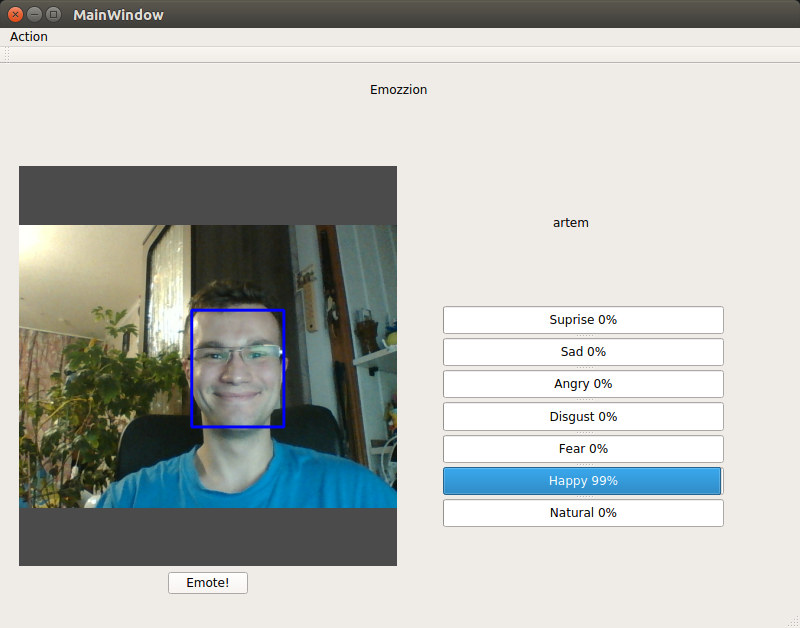 MainWindow
Action
Emozzion
artem
Suprise 0%
Sad 0%
Angry 0%
Disgust 0%
Fear 0%
Happy 99%
Natural 0%
Emote!